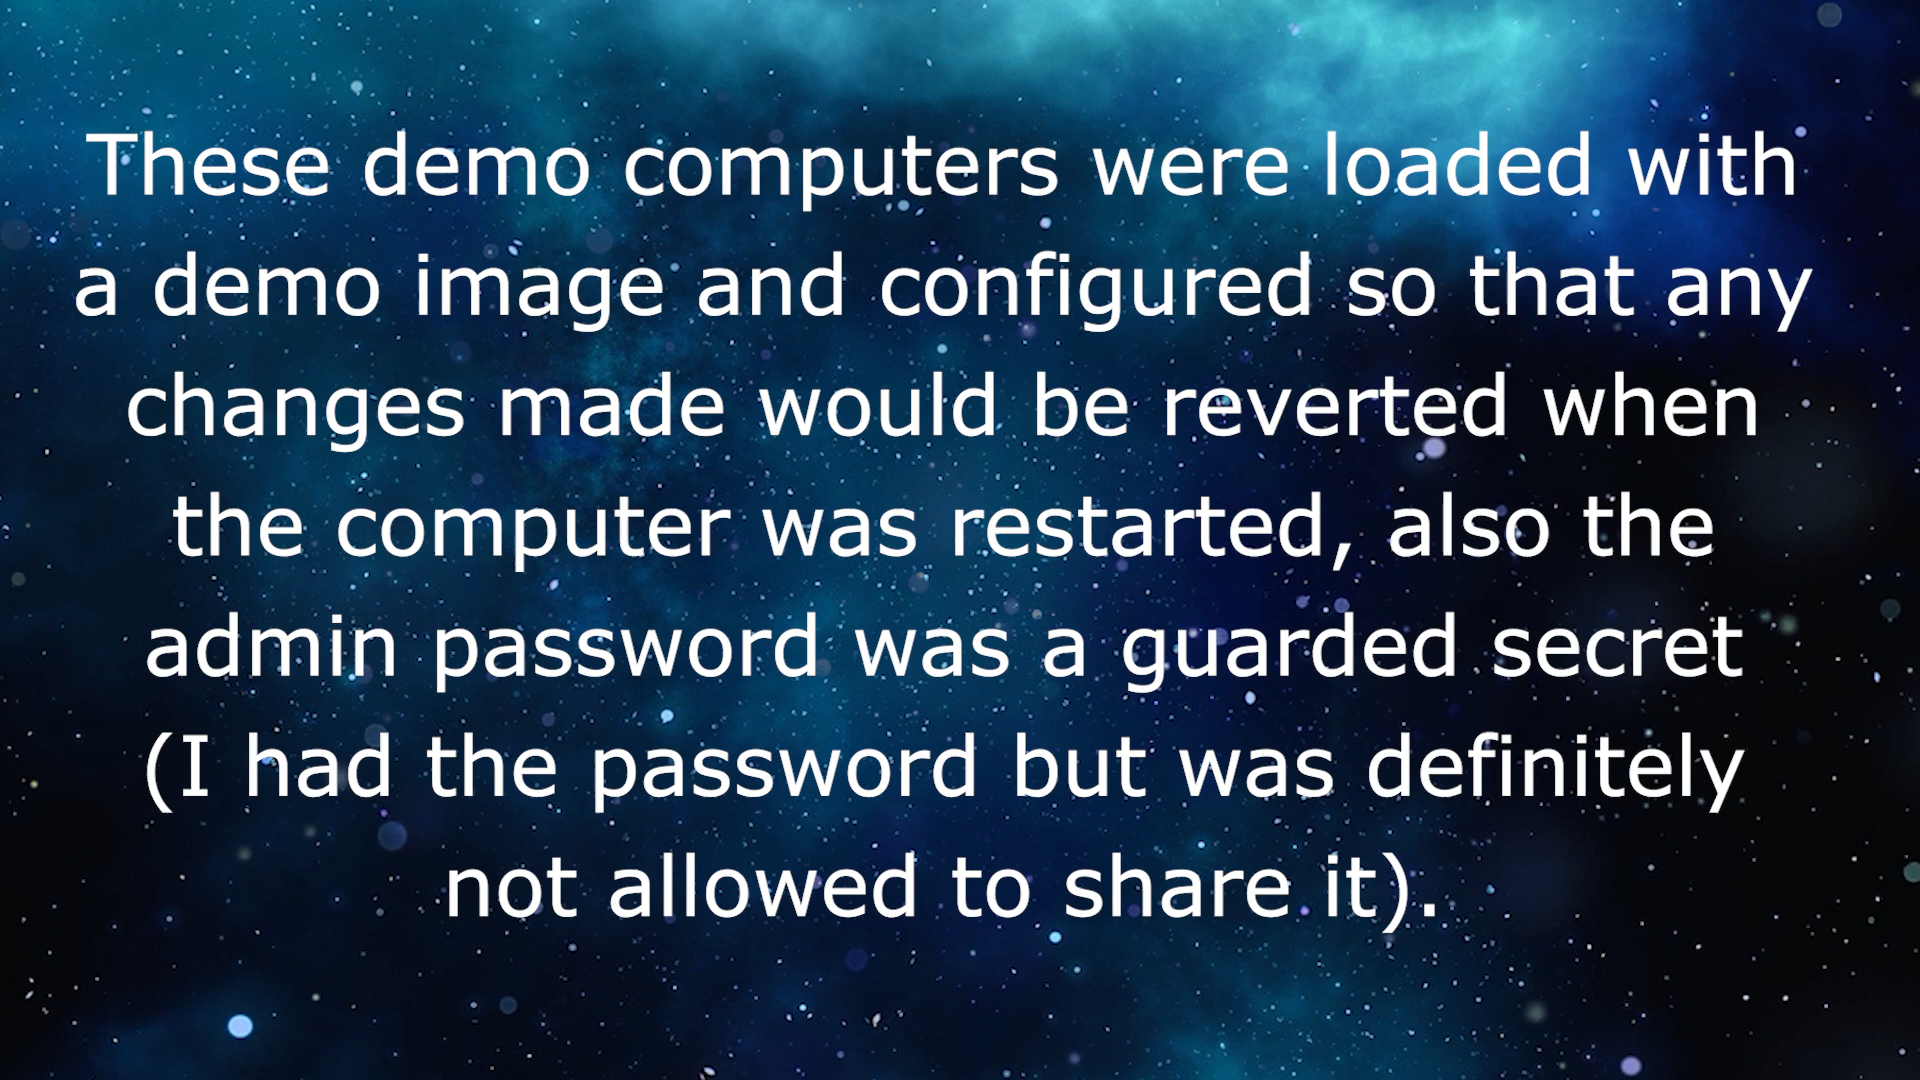 These demo computers were loaded with
a demo image and configured so that any
changes made would be reverted when
the computer was restarted, also the
admin password was a guarded secret
(I had the password but was definitely
not allowed to share it).